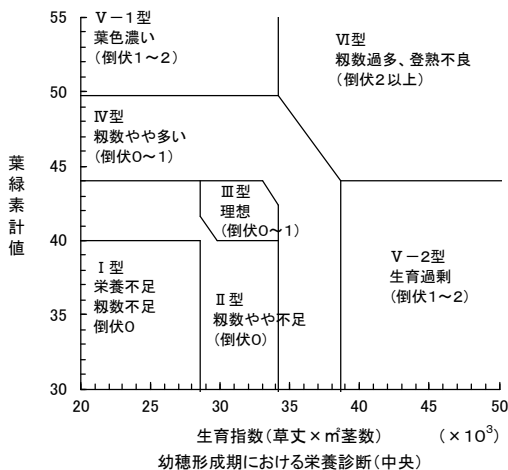 55
50
45
40
35
30
葉緑素計値
Ⅴ－1型
葉色濃い
(倒伏1～2)
Ⅵ型
籾数過多、登熟不良
(倒伏2以上)
Ⅳ型
籾数やや多い
(倒伏0～1)
Ⅲ型
理想
(倒伏0～1)
Ⅰ型
栄養不足
籾数不足
倒伏0
Ⅱ型
籾数やや不足
(倒伏0)
Ⅴ－2型
生育過剰
(倒伏1～2)
20 25 30 35 40 45 50
生育指数(草丈×㎡茎数) (×10³)
幼穂形成期における栄養診断(中央)